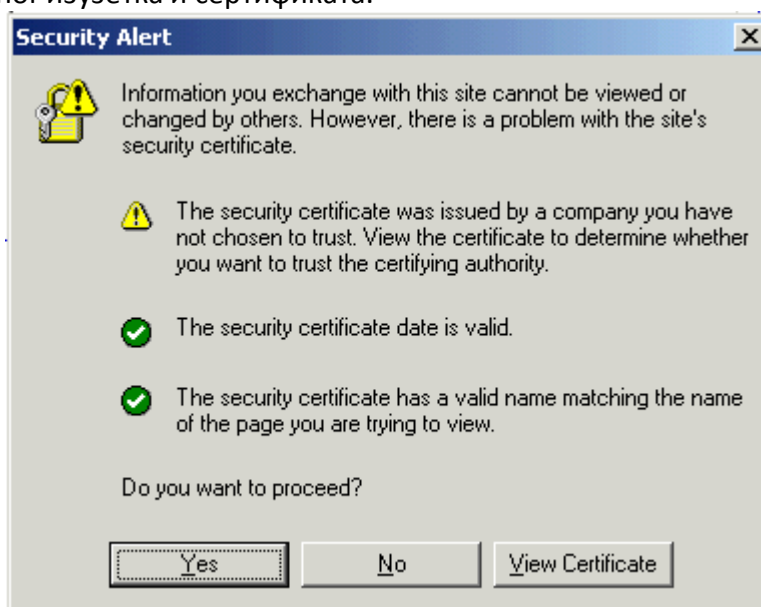 изузетка и сертификата.
Security Alert
Information you exchange with this site cannot be viewed or
changed by others. However, there is a problem with the site's
security certificate.
The security certificate was issued by a company you have
not chosen to trust. View the certificate to determine whether
you want to trust the certifying authority.
The security certificate date is valid.
The security certificate has a valid name matching the name
of the page you are trying to view.
Do you want to proceed?
Yes No View Certificate